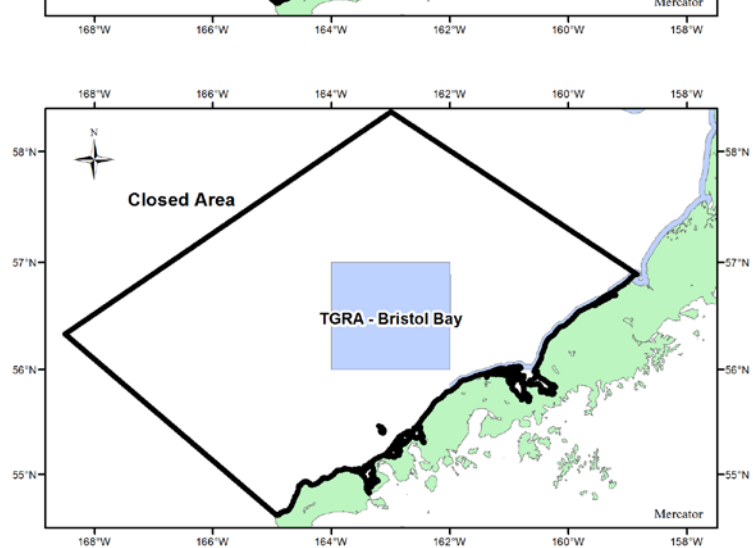 Mercator
168°W 166°W 164°W 162°W 160°W 158°W
168°W 166°W 164°W 162°W 160°W 158°W
N
58°N 58°N
Closed Area
57°N 57°N
TGRA - Bristol Bay
56°N 56°N
55°N 55°N
Mercator
168°W 166°W 164°W 162°W 160°W 158°W